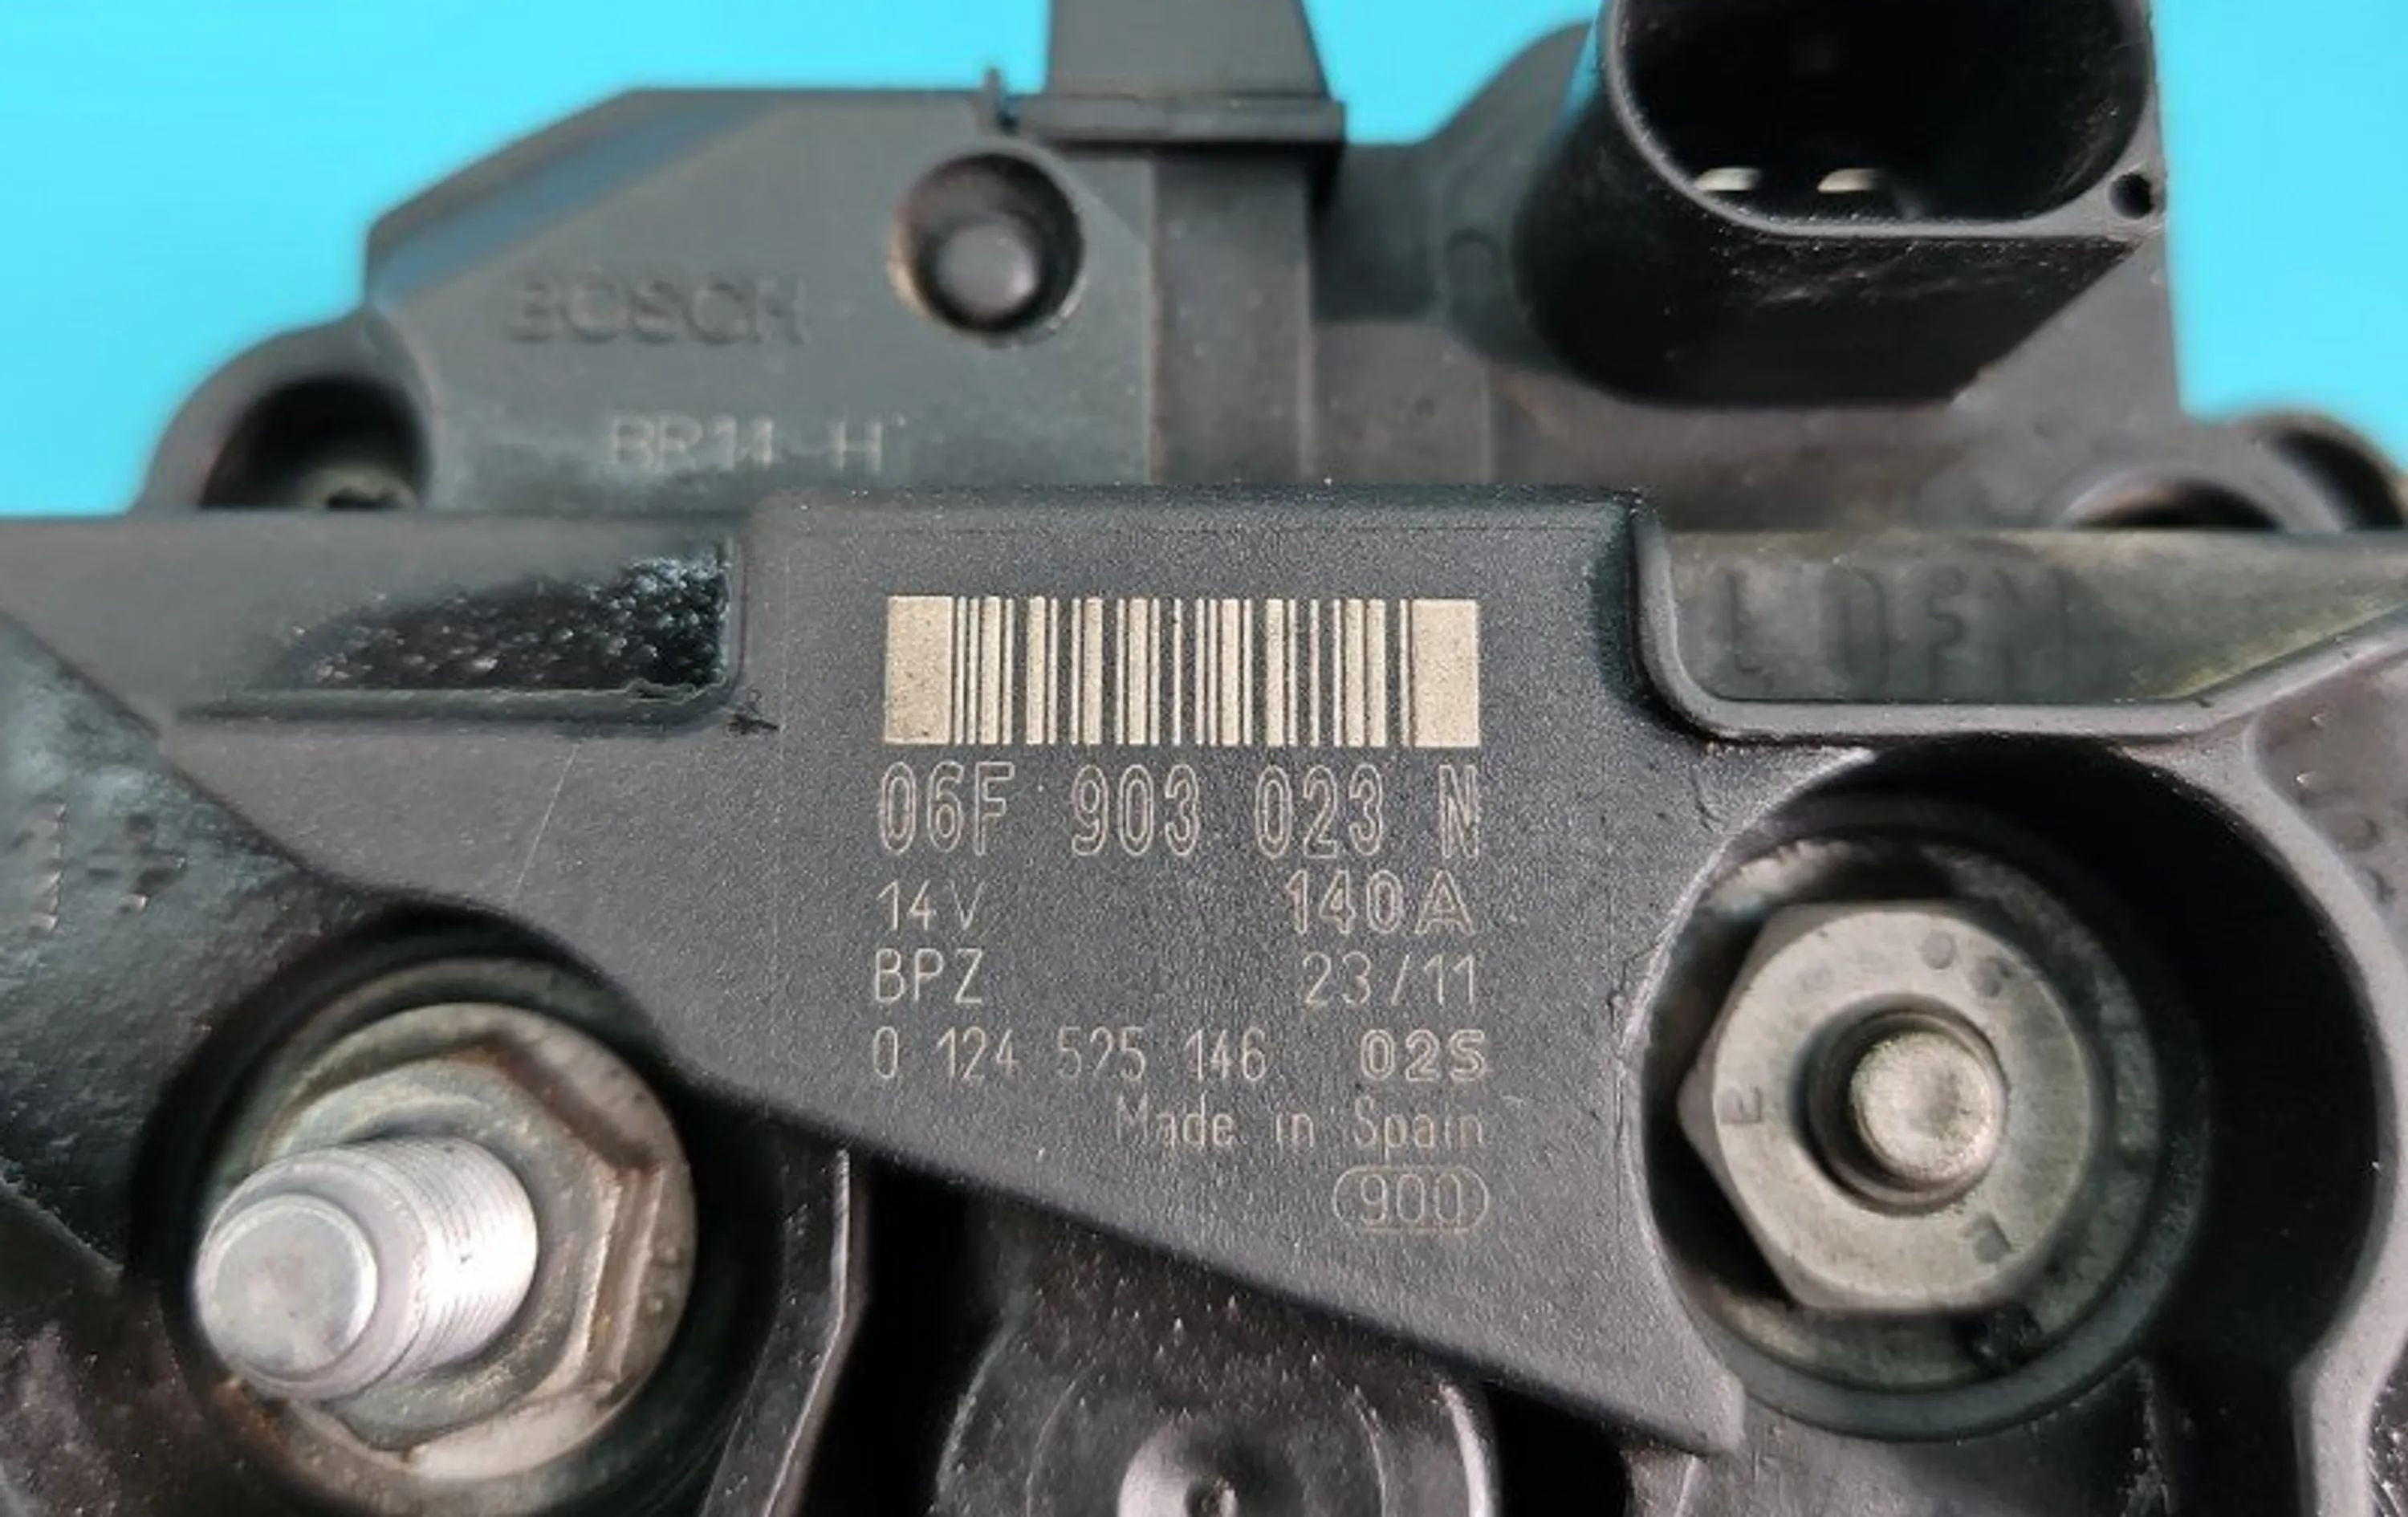 BOSCH
BR14-H
06F 903 023 N
14V 140A
BPZ 23/11
0 124 525 146 02S
Made in Spain
900